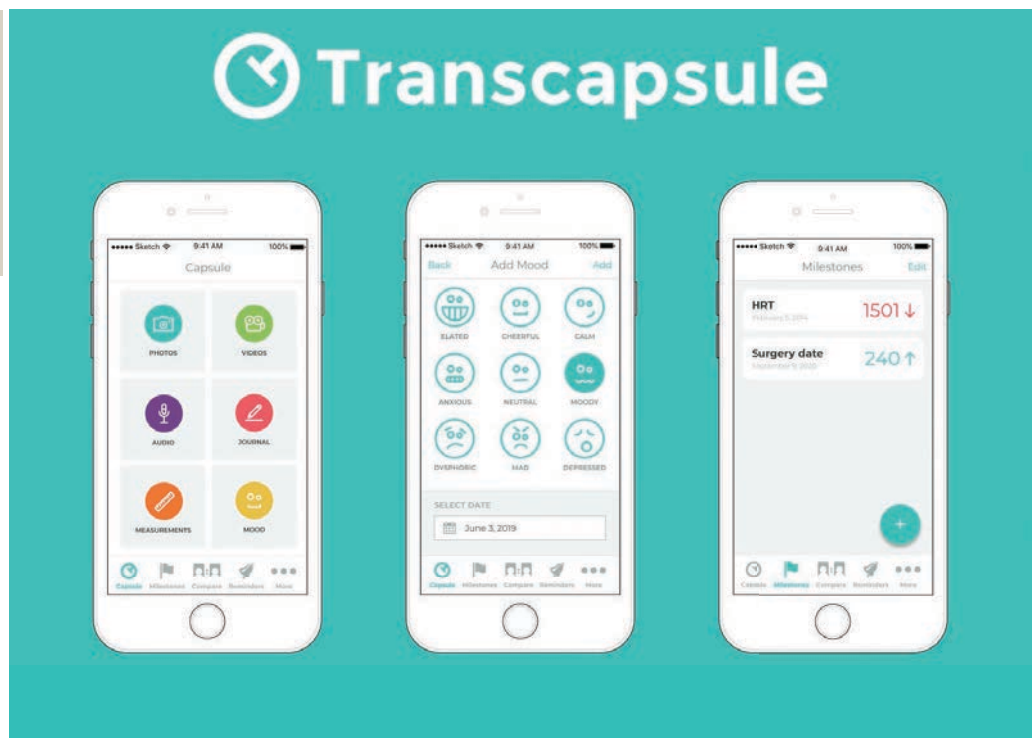 Transcapsule
Sketch 9:41 AM 100%
Capsule
PHOTOS VIDEOS
AUDIO JOURNAL
MEASUREMENTS MOOD
Capsule Milestones Compare Reminders More
Sketch 9:41 AM 100%
Back Add Mood Add
ELATED CHEERFUL CALM
ANXIOUS NEUTRAL MOODY
DYSPHORIC MAD DEPRESSED
SELECT DATE
June 3, 2019
Capsule Milestones Compare Reminders More
Sketch 9:41 AM 100%
Milestones Edit
HRT 1501 ↓
Surgery date 240 ↑
+
Capsule Milestones Compare Reminders More